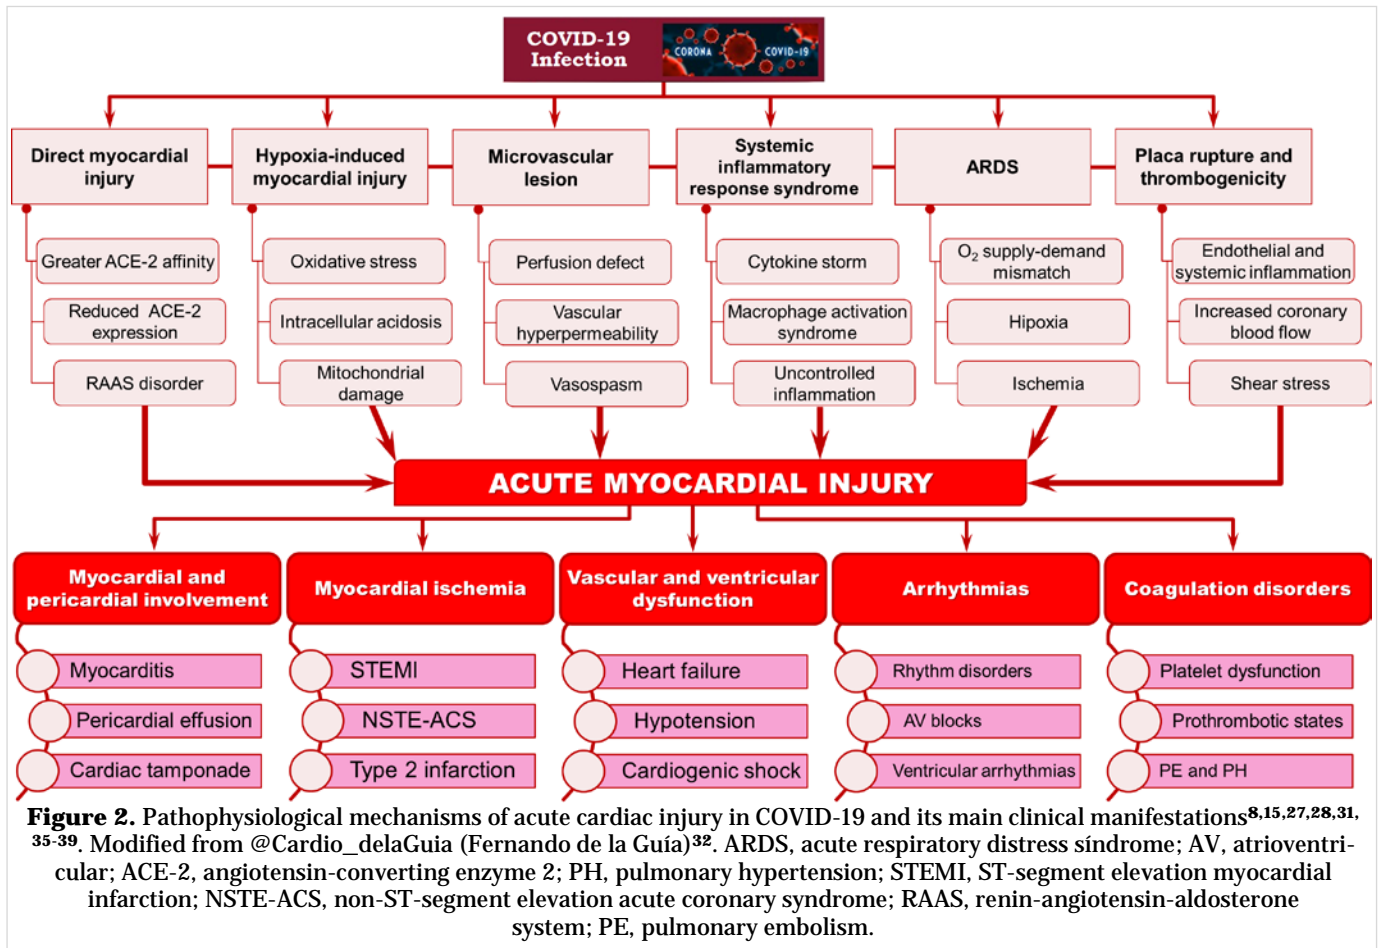 COVID-19
Infection
CORONA
COVID-19
Direct myocardial
injury
Hypoxia-induced
myocardial injury
Microvascular
lesion
Systemic
inflammatory
response syndrome
ARDS
Placa rupture and
thrombogenicity
Greater ACE-2 affinity
Reduced ACE-2
expression
RAAS disorder
Oxidative stress
Intracellular acidosis
Mitochondrial
damage
Perfusion defect
Vascular
hyperpermeability
Vasospasm
Cytokine storm
Macrophage activation
syndrome
Uncontrolled
inflammation
O₂ supply-demand
mismatch
Hipoxia
Ischemia
Endothelial and
systemic inflammation
Increased coronary
blood flow
Shear stress
ACUTE MYOCARDIAL INJURY
Myocardial and
pericardial involvement
Myocarditis
Pericardial effusion
Cardiac tamponade
Myocardial ischemia
STEMI
NSTE-ACS
Type 2 infarction
Vascular and ventricular
dysfunction
Heart failure
Hypotension
Cardiogenic shock
Arrhythmias
Rhythm disorders
AV blocks
Ventricular arrhythmias
Coagulation disorders
Platelet dysfunction
Prothrombotic states
PE and PH
Figure 2. Pathophysiological mechanisms of acute cardiac injury in COVID-19 and its main clinical manifestations8,15,27,28,31,
35-39. Modified from @Cardio_delaGuia (Fernando de la Guía)32. ARDS, acute respiratory distress síndrome; AV, atrioventri-
cular; ACE-2, angiotensin-converting enzyme 2; PH, pulmonary hypertension; STEMI, ST-segment elevation myocardial
infarction; NSTE-ACS, non-ST-segment elevation acute coronary syndrome; RAAS, renin-angiotensin-aldosterone
system; PE, pulmonary embolism.